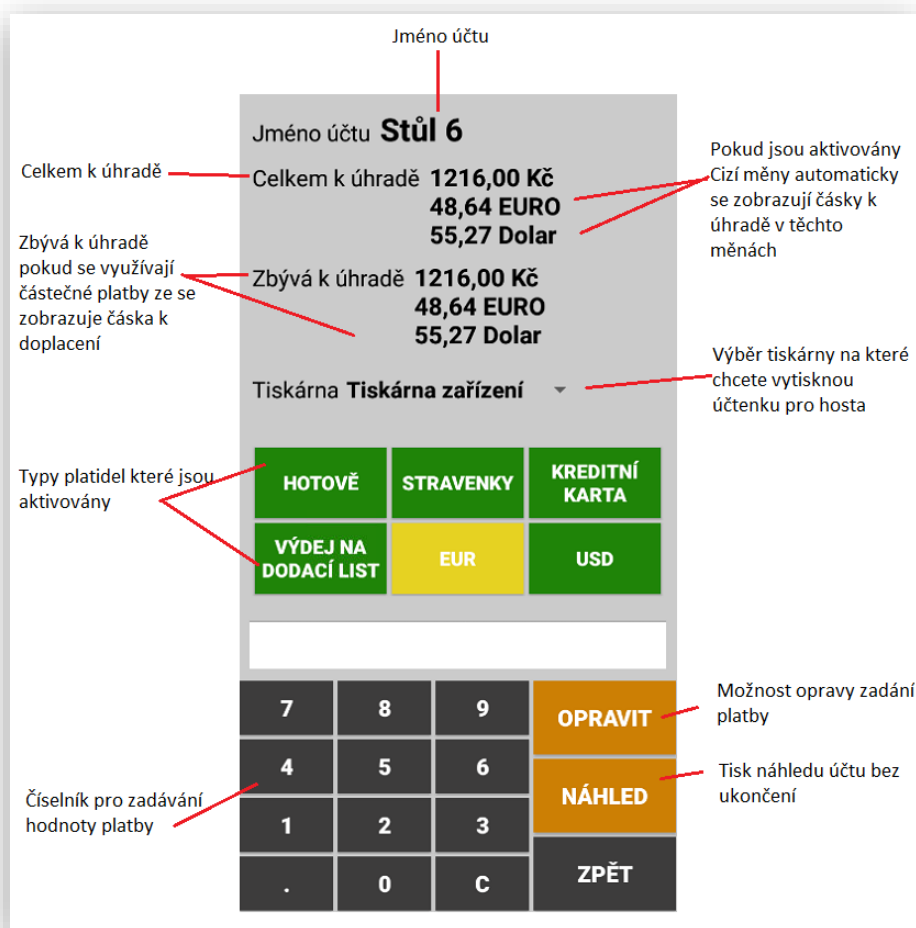 Jméno účtu
Jméno účtu Stůl 6
Celkem k úhradě
Celkem k úhradě 1216,00 Kč
48,64 EURO
55,27 Dolar
Pokud jsou aktivovány
Cizí měny automaticky
se zobrazují čásky k
úhradě v těchto
měnách
Zbývá k úhradě
pokud se využívají
částečné platby ze se
zobrazuje čáska k
doplacení
Zbývá k úhradě 1216,00 Kč
48,64 EURO
55,27 Dolar
Tiskárna Tiskárna zařízení
Výběr tiskárny na které
chcete vytisknou
účtenku pro hosta
Typy platidel které jsou
aktivovány
HOTOVĚ
STRAVENKY
KREDITNÍ
KARTA
VÝDEJ NA
DODACÍ LIST
EUR
USD
7 8 9
OPRAVIT
Možnost opravy zadání
platby
4 5 6
NÁHLED
Tisk náhledu účtu bez
ukončení
Číselník pro zadávání
hodnoty platby
1 2 3
ZPĚT
. 0 C